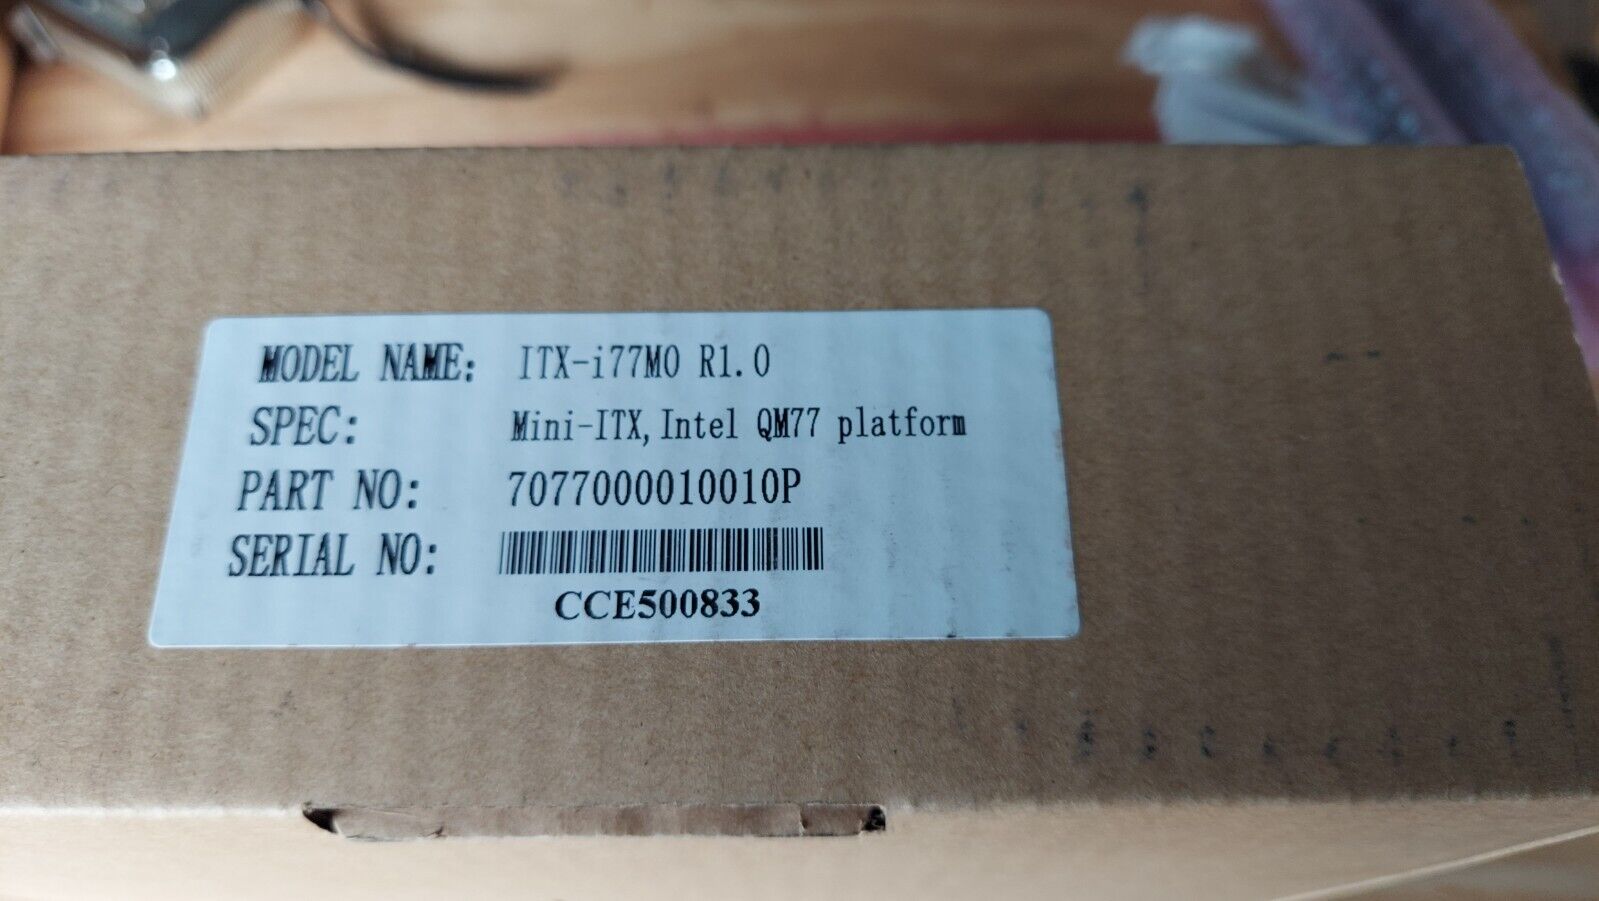 MODEL NAME: ITX-i77M0 R1.0
SPEC: Mini-ITX, Intel QM77 platform
PART NO: 7077000010010P
SERIAL NO:
CCE500833